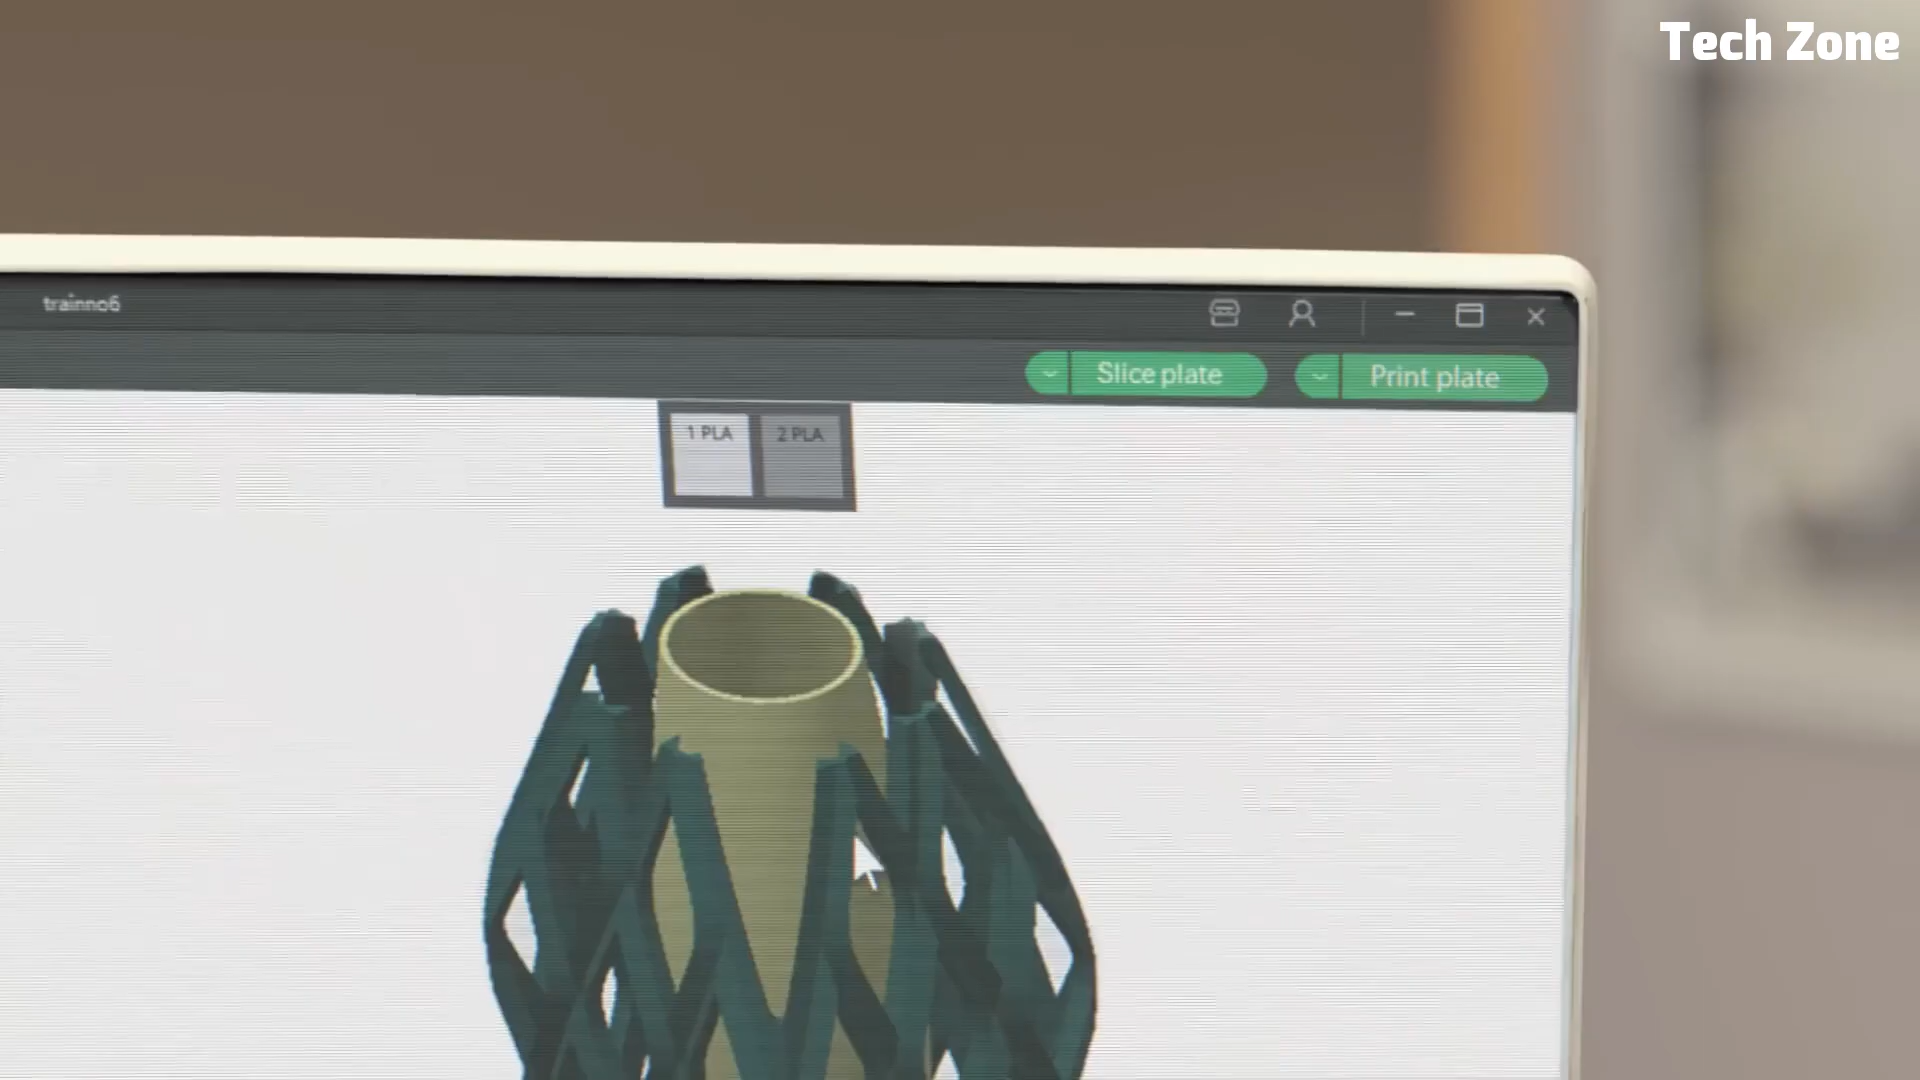 Tech Zone
trainno6
Slice plate
Print plate
1 PLA
2 PLA